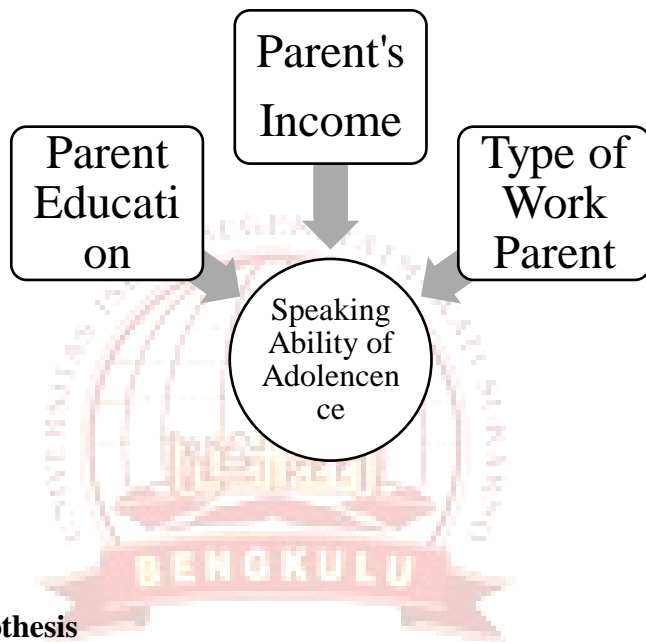 Parent's
Income
Parent
Educati
on
Type of
Work
Parent
Speaking
Ability of
Adolencen
ce
BENGKULU
othesis